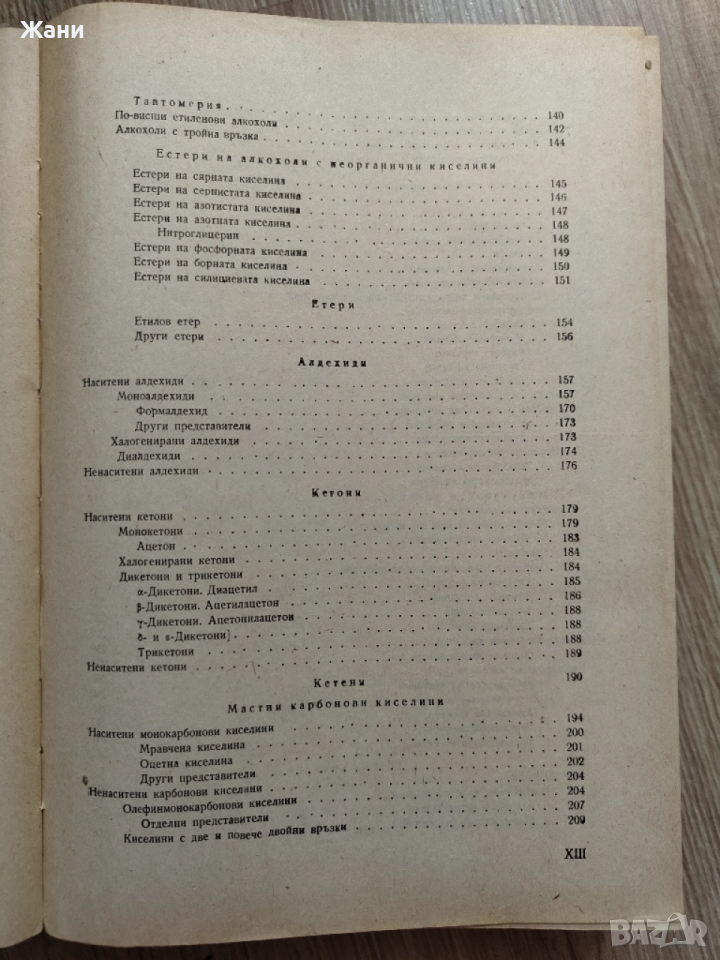 Жани
Тавтомерия 140
По-висши етиленови алкохоли 142
Алкохоли с тройна връзка 144
Естери на алкохоли с неорганични киселини
Естери на сярната киселина 145
Естери на сернистата киселина 146
Естери на азотистата киселина 147
Естери на азотната киселина 148
Нитроглицерин 148
Естери на фосфорната киселина 149
Естери на борната киселина 150
Естери на силициевата киселина 151
Етери
Етилов етер 154
Други етери 156
Алдехиди
Наситени алдехиди 157
Моноалдехиди 157
Формалдехид 170
Други представители 173
Халогенирани алдехиди 173
Диалдехиди 174
Ненаситени алдехиди 176
Кетони
Наситени кетони 179
Монокетони 179
Ацетон 183
Халогенирани кетони 184
Дикетони и трикетони 184
α-Дикетони. Диацетил 185
β-Дикетони. Ацетилацетон 186
γ-Дикетони. Ацетонилацетон 188
δ- и ε-Дикетони 188
Трикетони 188
Ненаситени кетони 189
Кетени 190
Мастни карбонови киселини
Наситени монокарбонови киселини 194
Мравчена киселина 200
Оцетна киселина 201
Други представители 202
Ненаситени карбонови киселини 204
Олефинмонокарбонови киселини 204
Отделни представители 207
Киселини с две и повече двойни връзки 209
XIII
BAZAR